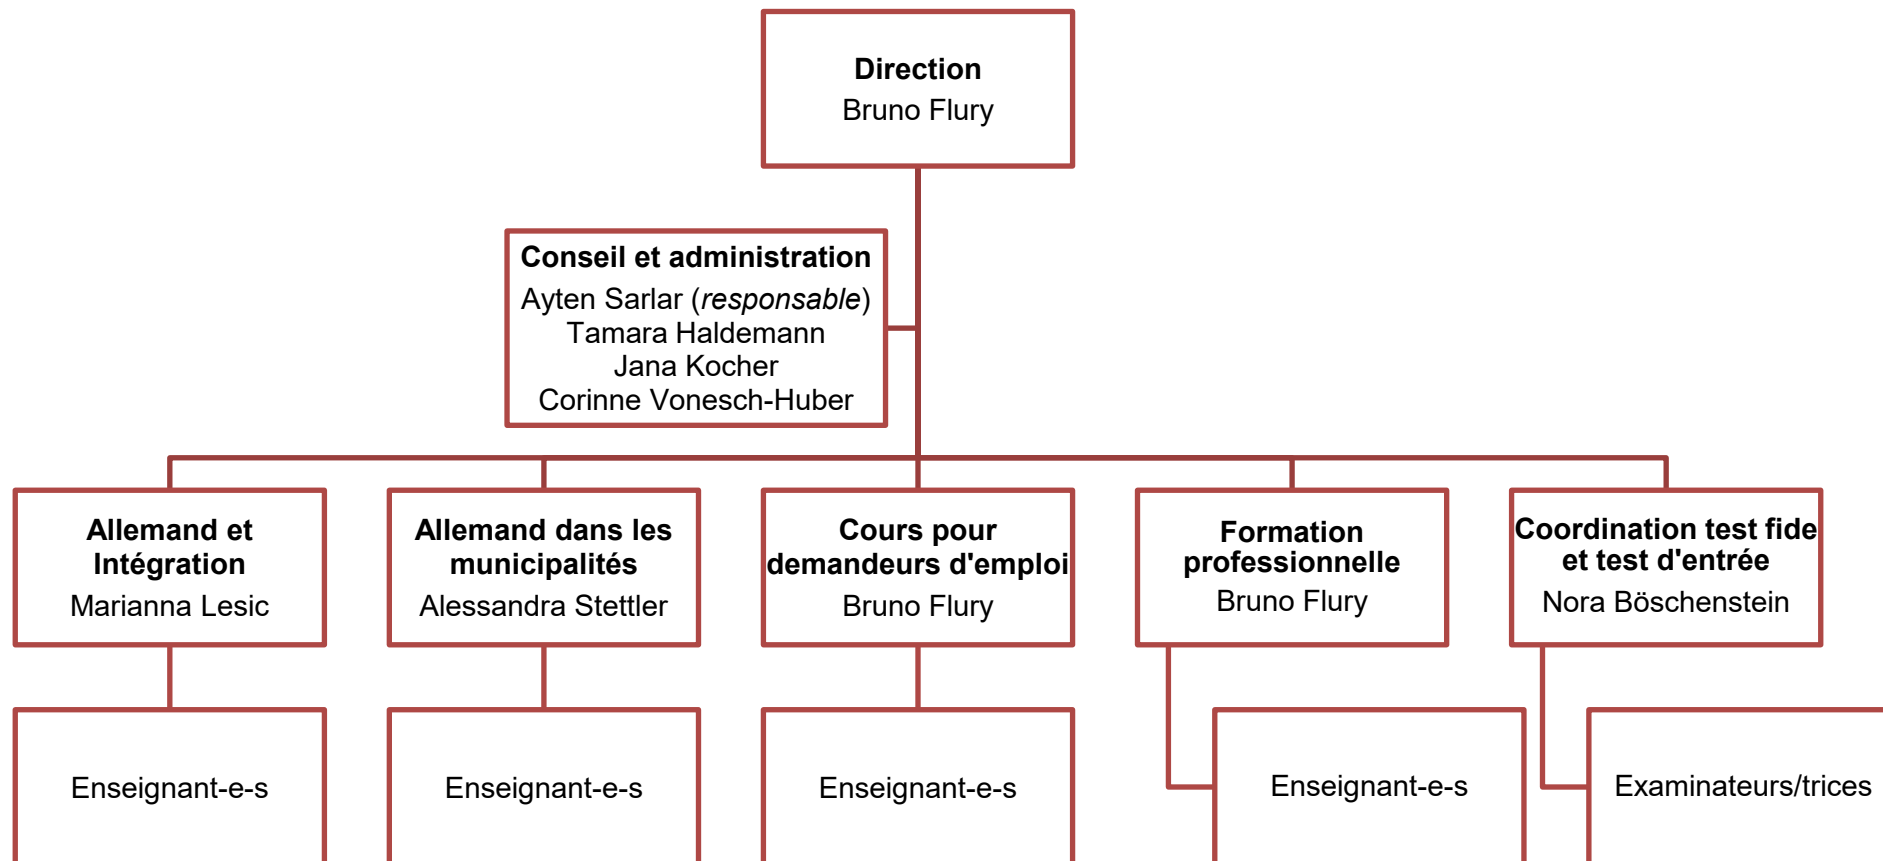 Direction
Bruno Flury
Conseil et administration
Ayten Sarlar (responsable)
Tamara Haldemann
Jana Kocher
Corinne Vonesch-Huber
Allemand et
Intégration
Marianna Lesic
Allemand dans les
municipalités
Alessandra Stettler
Cours pour
demandeurs d'emploi
Bruno Flury
Formation
professionnelle
Bruno Flury
Coordination test fide
et test d'entrée
Nora Böschenstein
Enseignant-e-s
Enseignant-e-s
Enseignant-e-s
Enseignant-e-s
Examinateurs/trices